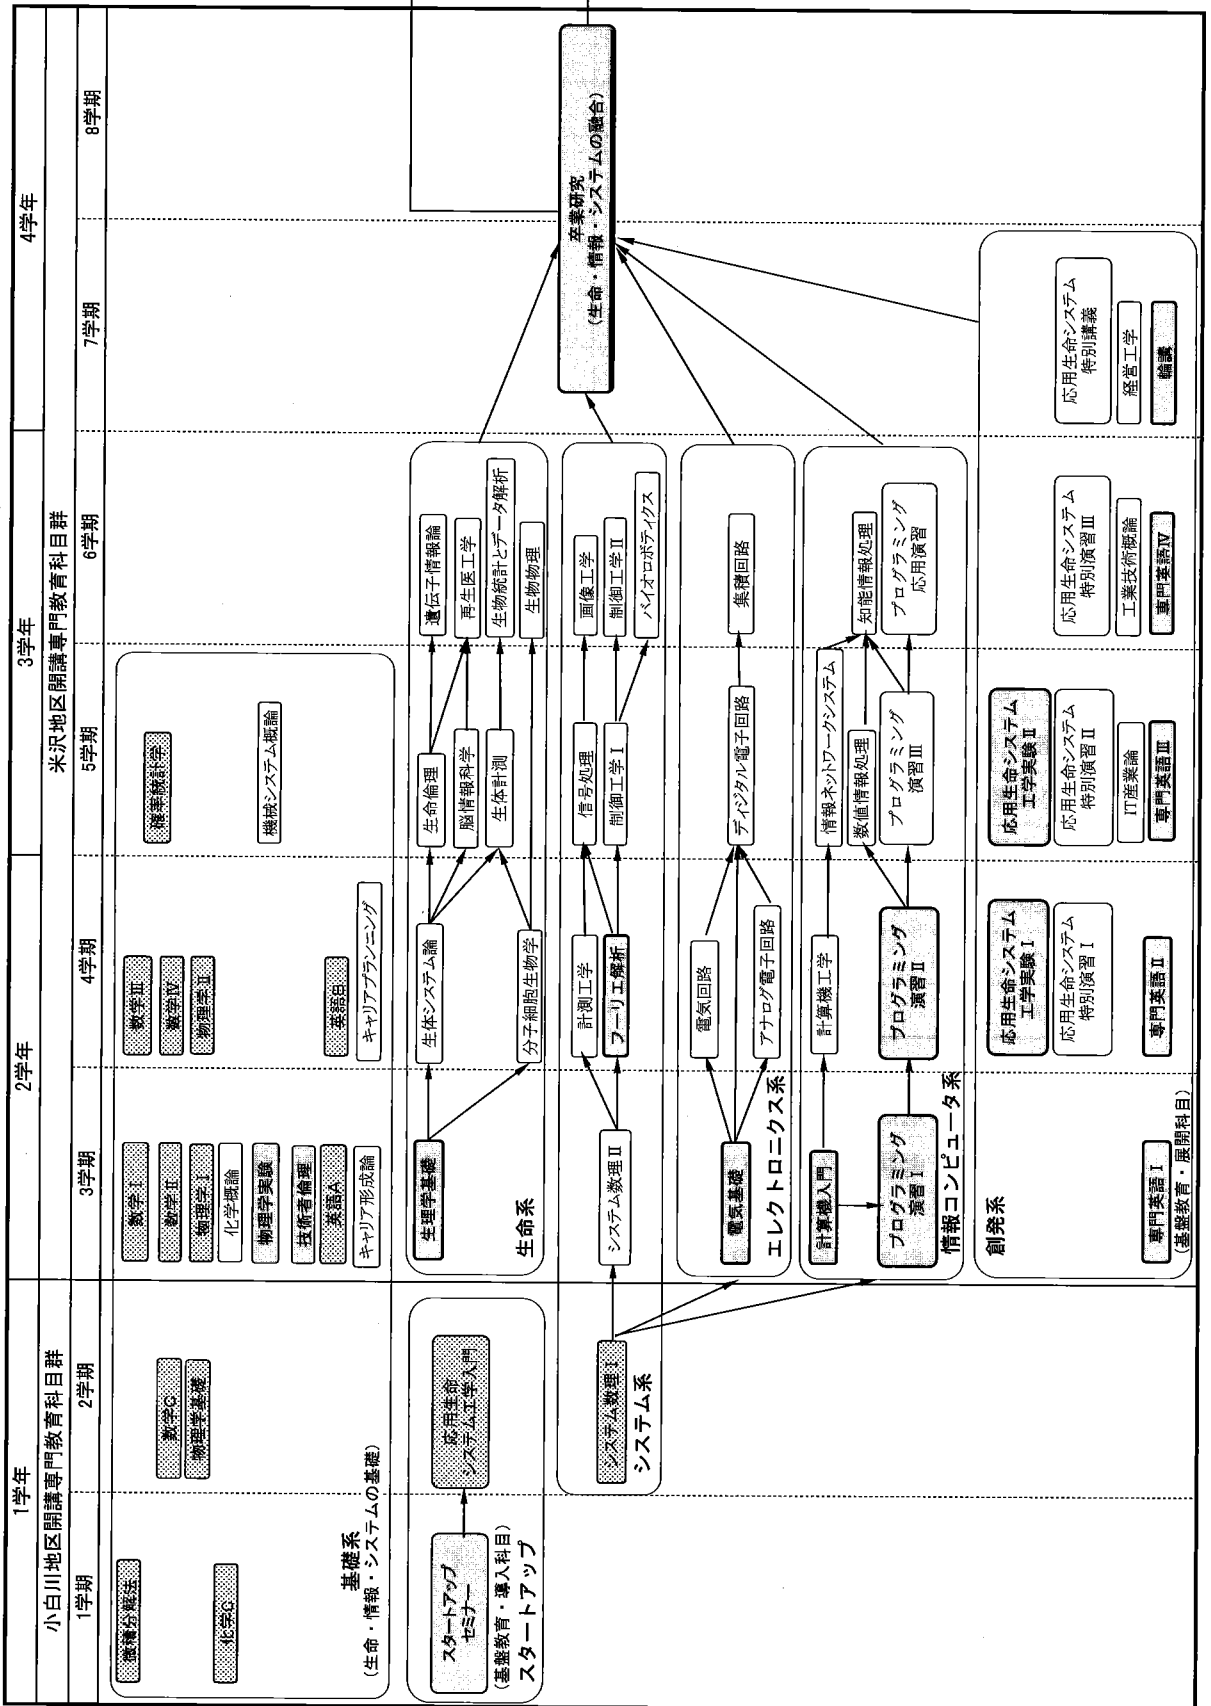 1学年
2学年
3学年
4学年
小白川地区開講専門教育科目群
米沢地区開講専門教育科目群
1学期
2学期
3学期
4学期
5学期
6学期
7学期
8学期
微積分解法
化学C
数学C
物理学基礎
数学Ⅰ
数学Ⅱ
物理学Ⅰ
化学概論
物理学実験
技術者倫理
英語A
キャリア形成論
数学Ⅲ
数学Ⅳ
物理学Ⅱ
英語B
キャリアプランニング
確率統計学
機械システム概論
基礎系
(生命・情報・システムの基礎)
スタートアップ
セミナー
(基盤教育・導入科目)
スタートアップ
応用生命
システム工学入門
生理学基礎
生命系
生体システム論
分子細胞生物学
生命倫理
脳情報科学
生体計測
遺伝子情報論
再生医工学
生物統計とデータ解析
生物物理
システム数理Ⅰ
システム系
システム数理Ⅱ
計測工学
フーリエ解析
信号処理
制御工学Ⅰ
画像工学
制御工学Ⅱ
バイオロボティクス
電気基礎
エレクトロニクス系
電気回路
アナログ電子回路
ディジタル電子回路
集積回路
計算機入門
プログラミング
演習Ⅰ
情報コンピュータ系
計算機工学
プログラミング
演習Ⅱ
情報ネットワークシステム
数値情報処理
プログラミング
演習Ⅲ
知能情報処理
プログラミング
応用演習
創発系
専門英語Ⅰ
(基盤教育・展開科目)
応用生命システム
工学実験Ⅰ
応用生命システム
特別演習Ⅰ
専門英語Ⅱ
応用生命システム
工学実験Ⅱ
応用生命システム
特別演習Ⅱ
IT産業論
専門英語Ⅲ
応用生命システム
特別演習Ⅲ
工業技術概論
専門英語Ⅳ
応用生命システム
特別講義
経営工学
輪講
卒業研究
(生命・情報・システムの融合)